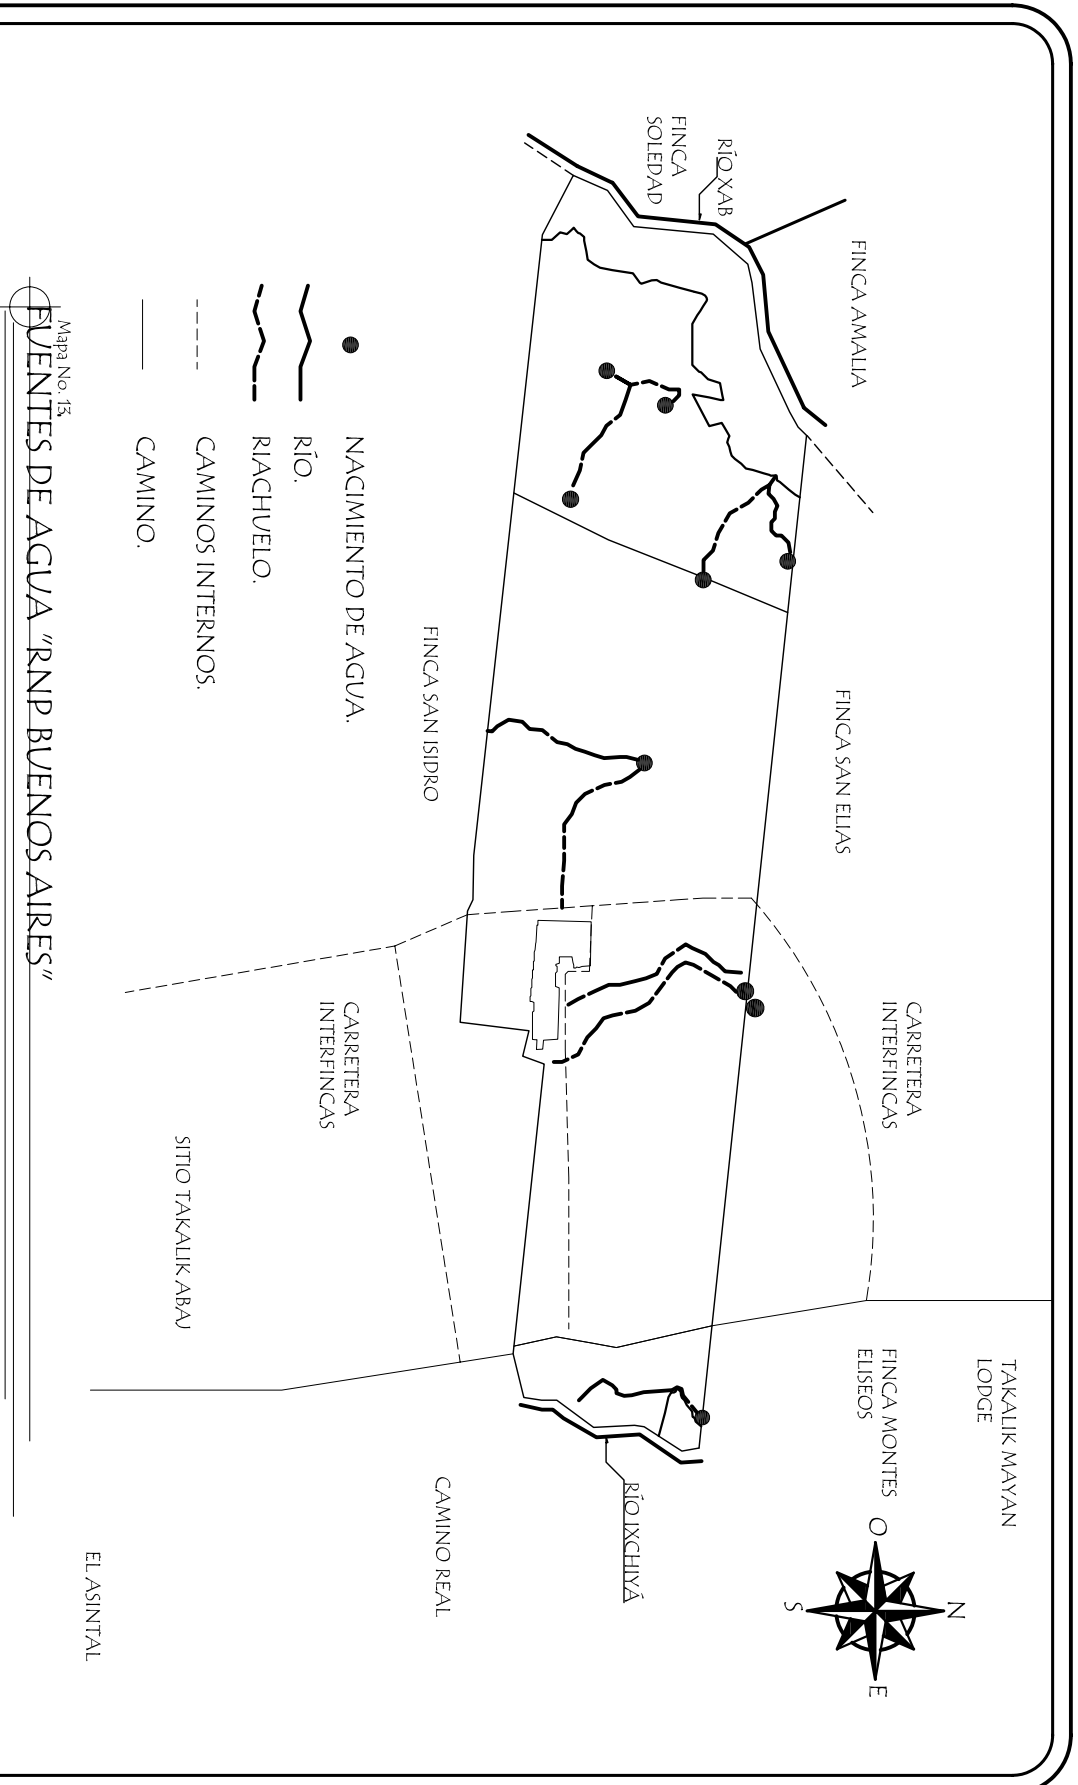 TAKALIK MAYAN
LODGE
N
O
E
S
FINCA MONTES
ELISEOS
CARRETERA
INTERFINCAS
FINCA AMALIA
FINCA SAN ELIAS
RÍO XAB
FINCA
SOLEDAD
RÍO IXCHIYÁ
FINCA SAN ISIDRO
CAMINO REAL
CARRETERA
INTERFINCAS
SITIO TAKALIK ABAJ
EL ASINTAL
NACIMIENTO DE AGUA.
RÍO.
RIACHUELO.
CAMINOS INTERNOS.
CAMINO.
Mapa No. 13.
FUENTES DE AGUA "RNP BUENOS AIRES"